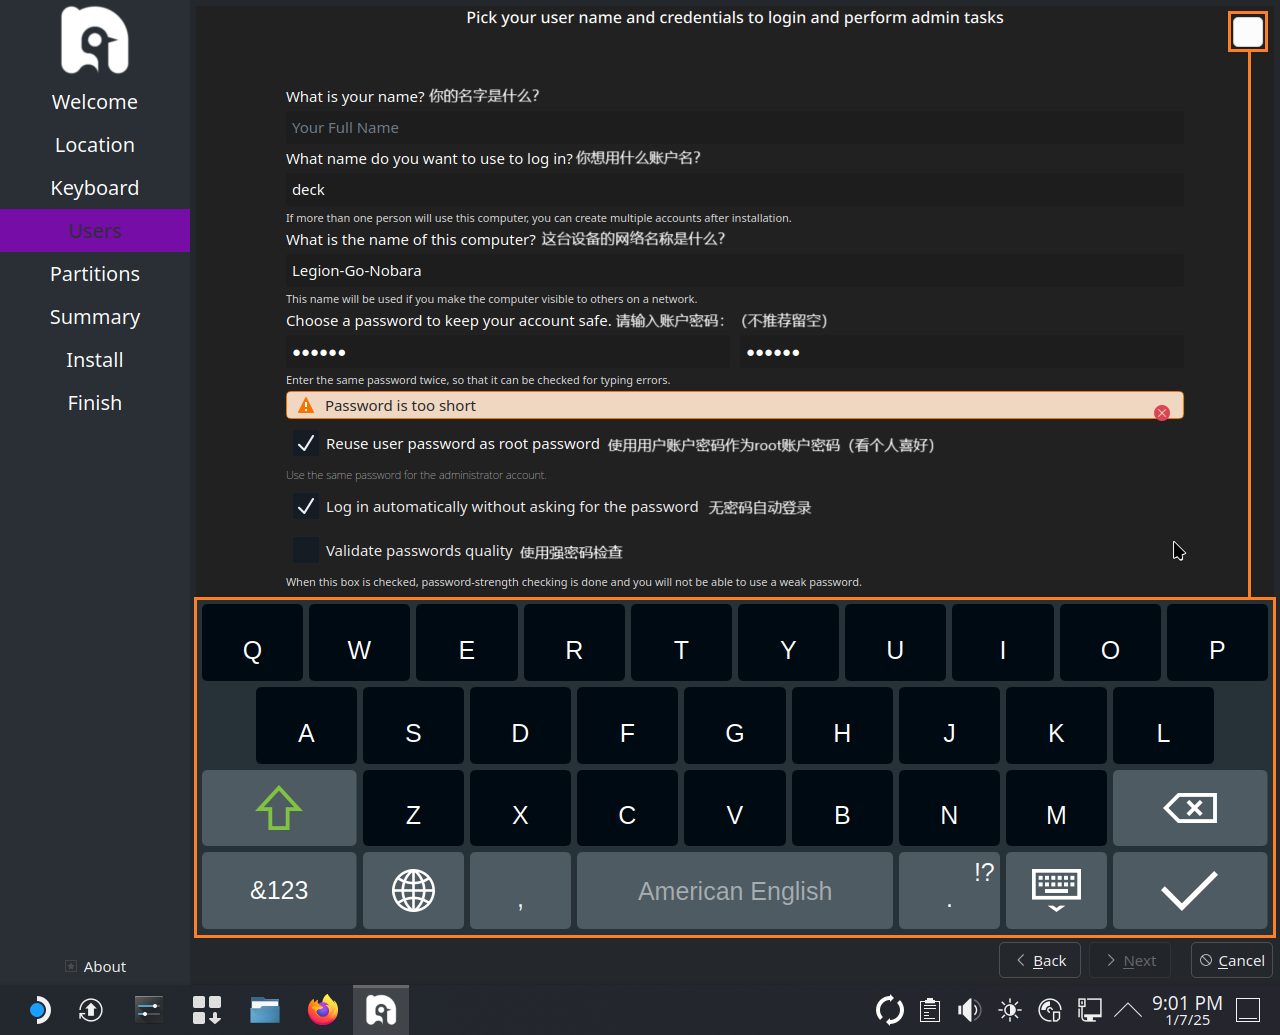 Pick your user name and credentials to login and perform admin tasks
Welcome
Location
Keyboard
Users
Partitions
Summary
Install
Finish
About
What is your name? 你的名字是什么?
Your Full Name
What name do you want to use to log in? 你想用什么账户名?
deck
If more than one person will use this computer, you can create multiple accounts after installation.
What is the name of this computer? 这台设备的网络名称是什么?
Legion-Go-Nobara
This name will be used if you make the computer visible to others on a network.
Choose a password to keep your account safe. 请输入账户密码：（不推荐留空）
●●●●●● ●●●●●●
Enter the same password twice, so that it can be checked for typing errors.
Password is too short
Reuse user password as root password 使用用户账户密码作为root账户密码（看个人喜好）
Use the same password for the administrator account.
Log in automatically without asking for the password 无密码自动登录
Validate passwords quality 使用强密码检查
When this box is checked, password-strength checking is done and you will not be able to use a weak password.
Q W E R T Y U I O P
A S D F G H J K L
Z X C V B N M
&123 , American English !? .
Back Next Cancel
9:01 PM
1/7/25